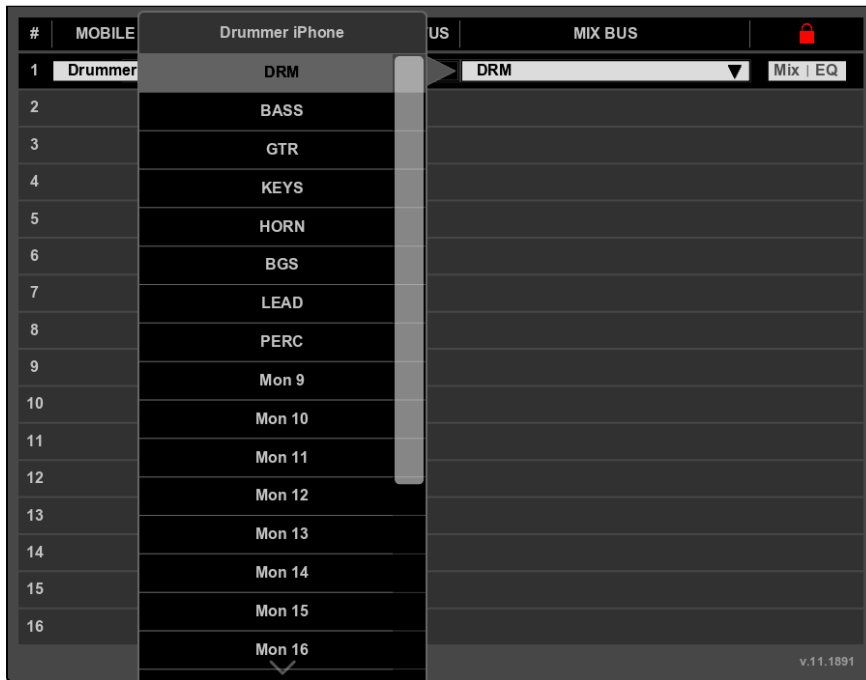 # MOBILE Drummer iPhone US MIX BUS
1 Drummer DRM DRM Mix | EQ
2 BASS
3 GTR
4 KEYS
5 HORN
6 BGS
7 LEAD
8 PERC
9 Mon 9
10 Mon 10
11 Mon 11
12 Mon 12
13 Mon 13
14 Mon 14
15 Mon 15
16 Mon 16
v.11.1891